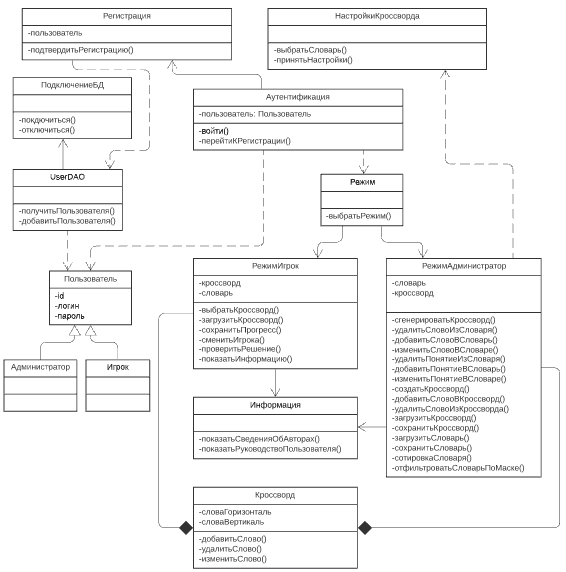 Регистрация
-пользователь
-подтвердитьРегистрацию()
НастройкиКроссворда
-выбратьСловарь()
-принятьНастройки()
ПодключениеБД
-покдючиться()
-отключиться()
Аутентификация
-пользователь: Пользователь
-войти()
-перейтиКРегистрации()
UserDAO
-получитьПользователя()
-добавитьПользователя()
Режим
-выбратьРежим()
Пользователь
-id
-логин
-пароль
Администратор
Игрок
РежимИгрок
-кроссворд
-словарь
-выбратьКроссворд()
-загрузитьКроссворд()
-сохранитьПрогресс()
-сменитьИгрока()
-проверитьРешение()
-показатьИнформацию()
РежимАдминистратор
-словарь
-кроссворд
-сгенерироватьКроссворд()
-удалитьСловоИзСловаря()
-добавитьСловоВСловарь()
-изменитьСловоВСловаре()
-удалитьПонятиеИзСловаря()
-добавитьПонятиеВСловарь()
-изменитьПонятиеВСловаре()
-создатьКроссворд()
-добавитьСловоВКроссворд()
-удалитьСловоИзКроссворда()
-загрузитьКроссворд()
-сохранитьКроссворд()
-загрузитьСловарь()
-сохранитьСловарь()
-сотировкаСловаря()
-отфильтроватьСловарьПоМаске()
Информация
-показатьСведенияОбАвторах()
-показатьРуководствоПользователя()
Кроссворд
-словаГоризонталь
-словаВертикаль
-добавитьСлово()
-удалитьСлово()
-изменитьСлово()